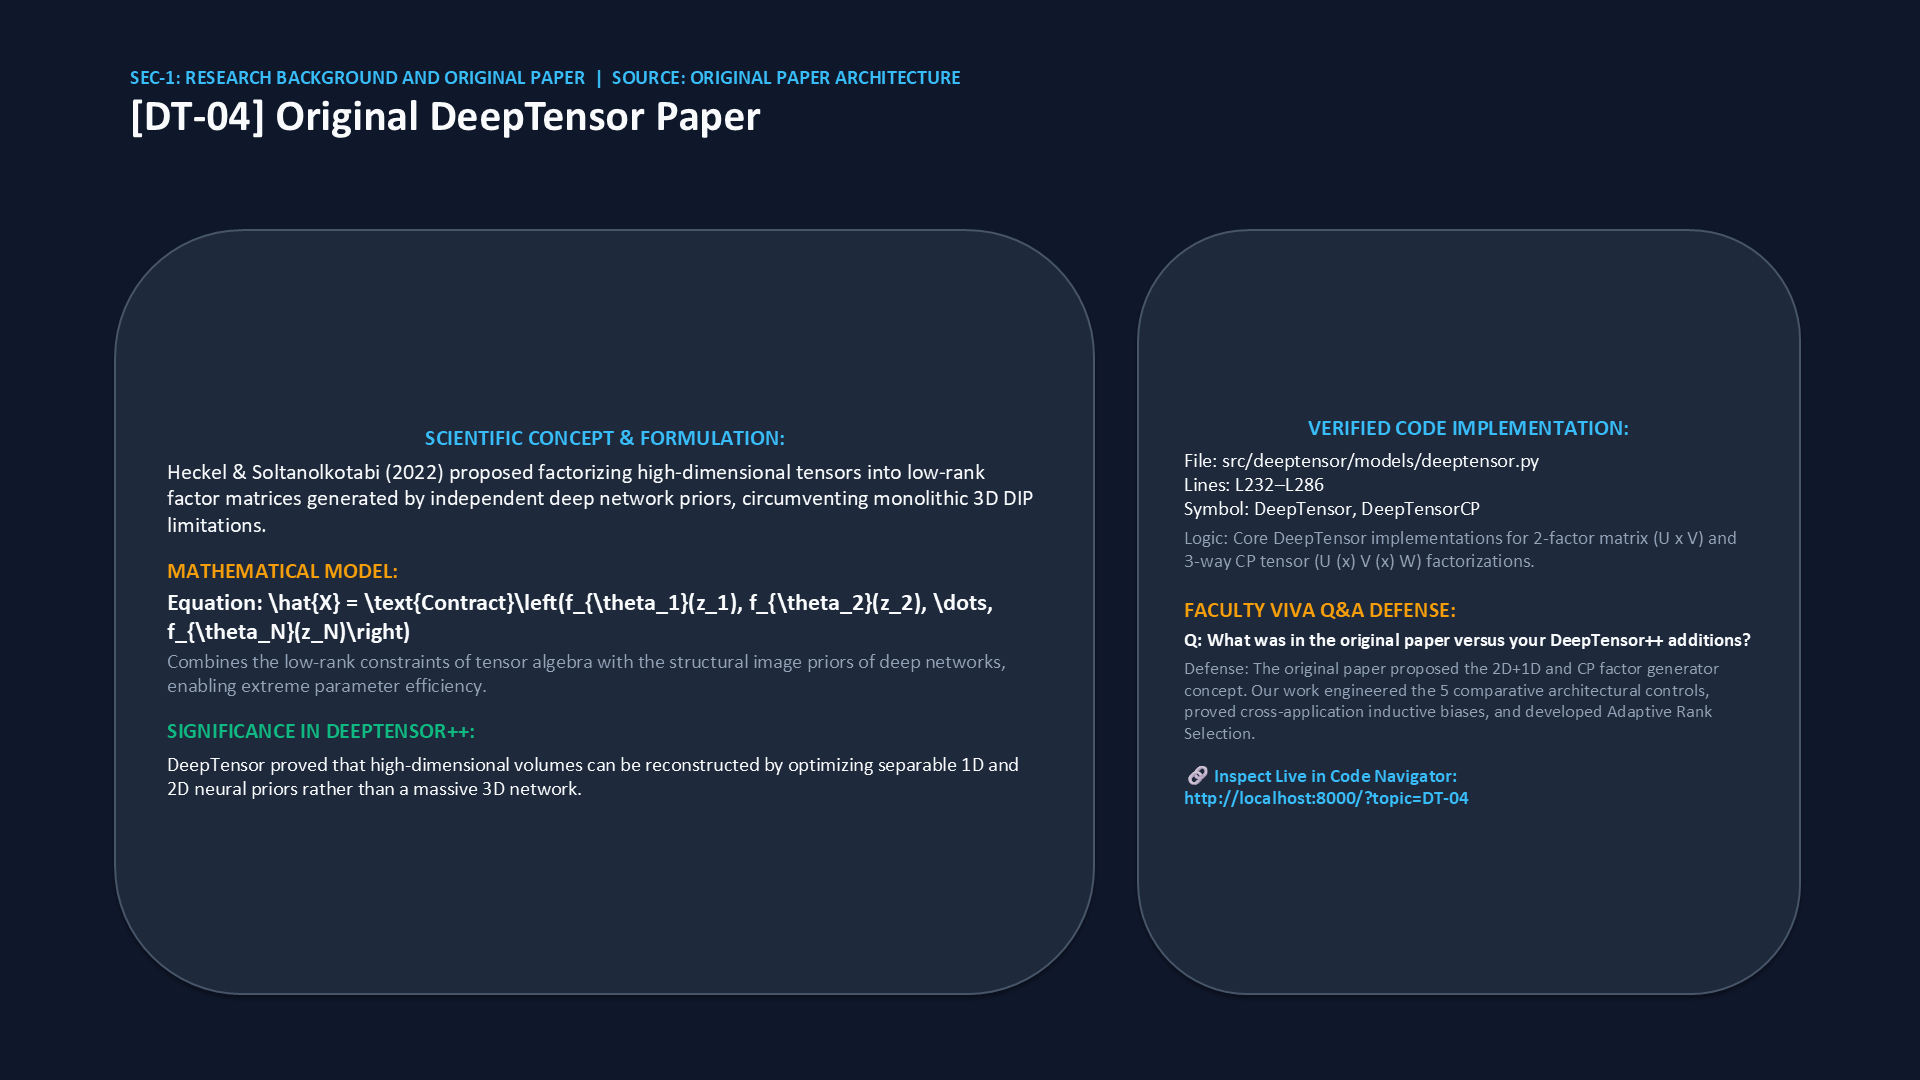 SEC-1: RESEARCH BACKGROUND AND ORIGINAL PAPER | SOURCE: ORIGINAL PAPER ARCHITECTURE
[DT-04] Original DeepTensor Paper
SCIENTIFIC CONCEPT & FORMULATION:
Heckel & Soltanolkotabi (2022) proposed factorizing high-dimensional tensors into low-rank
factor matrices generated by independent deep network priors, circumventing monolithic 3D DIP
limitations.
MATHEMATICAL MODEL:
Equation: \hat{X} = \text{Contract}\left(f_{\theta_1}(z_1), f_{\theta_2}(z_2), \dots,
f_{\theta_N}(z_N)\right)
Combines the low-rank constraints of tensor algebra with the structural image priors of deep networks,
enabling extreme parameter efficiency.
SIGNIFICANCE IN DEEPTENSOR++:
DeepTensor proved that high-dimensional volumes can be reconstructed by optimizing separable 1D and
2D neural priors rather than a massive 3D network.
VERIFIED CODE IMPLEMENTATION:
File: src/deeptensor/models/deeptensor.py
Lines: L232–L286
Symbol: DeepTensor, DeepTensorCP
Logic: Core DeepTensor implementations for 2-factor matrix (U x V) and
3-way CP tensor (U (x) V (x) W) factorizations.
FACULTY VIVA Q&A DEFENSE:
Q: What was in the original paper versus your DeepTensor++ additions?
Defense: The original paper proposed the 2D+1D and CP factor generator
concept. Our work engineered the 5 comparative architectural controls,
proved cross-application inductive biases, and developed Adaptive Rank
Selection.
🔗 Inspect Live in Code Navigator:
http://localhost:8000/?topic=DT-04